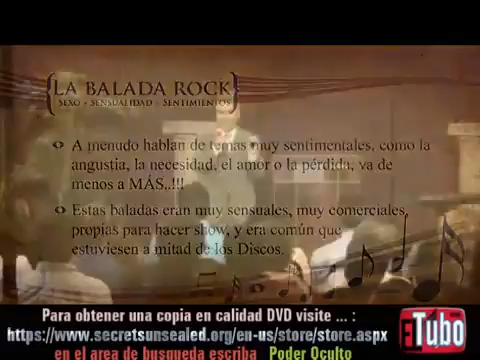 {LA BALADA ROCK}
SEXO - SENSUALIDAD - SENTIMIENTOS
A menudo hablan de temas muy sentimentales, como la
angustia, la necesidad, el amor o la pérdida, va de
menos a MÁS..!!!
Estas baladas eran muy sensuales, muy comerciales,
propias para hacer show, y era común que
estuviesen a mitad de los Discos.
Para obtener una copia en calidad DVD visite ... :
https://www.secretsunsealed.org/en-us/store/store.aspx
en el area de busqueda escriba Poder Oculto
FTubo